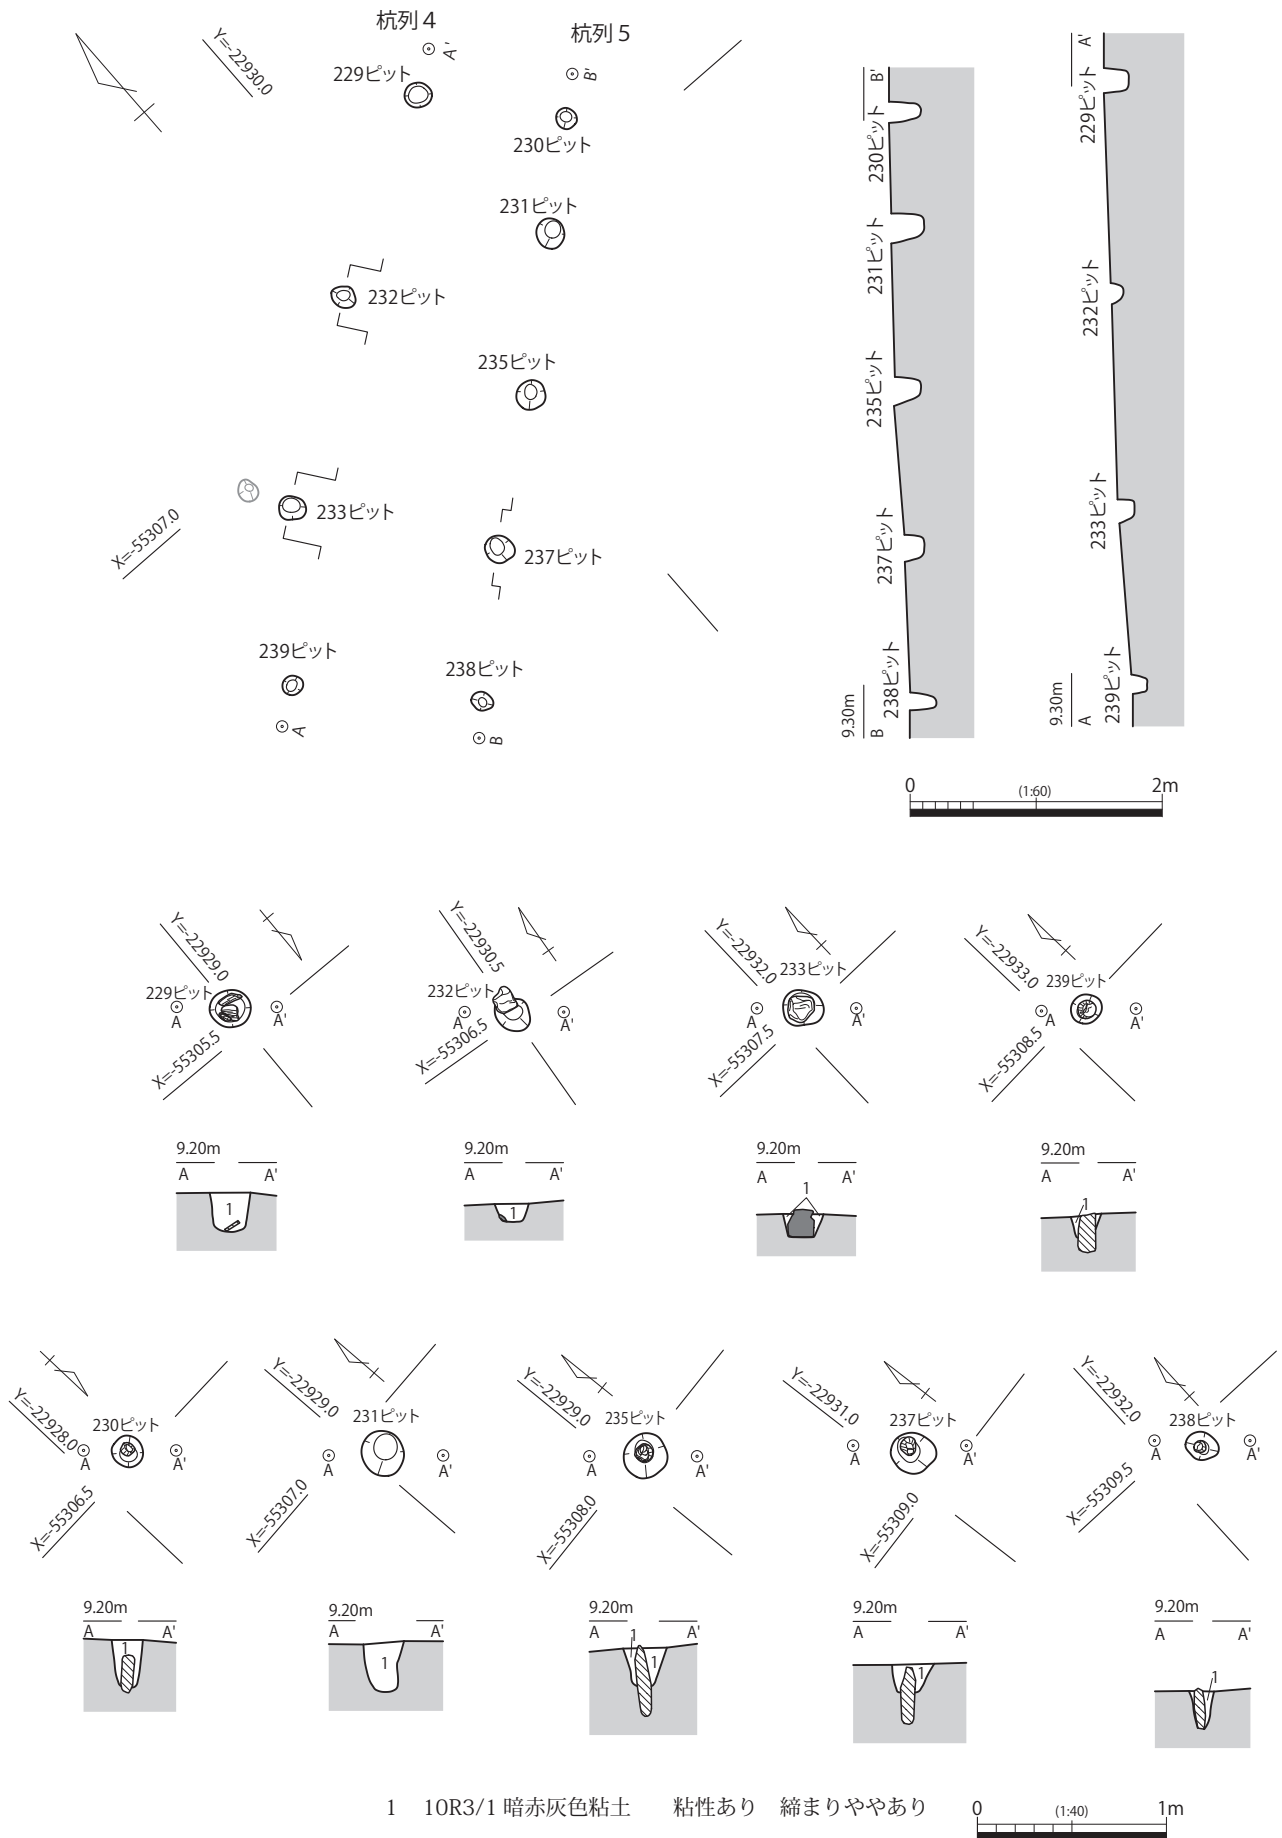 杭列4
杭列5
Y=-22930.0
A'
B'
229ピット
230ピット
231ピット
232ピット
235ピット
233ピット
X=-55307.0
237ピット
239ピット
238ピット
A
B
B'
230ピット
231ピット
235ピット
237ピット
238ピット
9.30m
B
A'
229ピット
232ピット
233ピット
239ピット
9.30m
A
0 (1:60) 2m
Y=-22929.0
229ピット
A A'
X=-55305.5
9.20m
A A'
1
Y=-22930.5
232ピット
A A'
X=-55306.5
9.20m
A A'
1
Y=-22932.0
233ピット
A A'
X=-55307.5
9.20m
A A'
1
Y=-22933.0
239ピット
A A'
X=-55308.5
9.20m
A A'
1
Y=-22928.0
230ピット
A A'
X=-55306.5
9.20m
A A'
1
Y=-22929.0
231ピット
A A'
X=-55307.0
9.20m
A A'
1
Y=-22929.0
235ピット
A A'
X=-55308.0
9.20m
A A'
1 1
Y=-22931.0
237ピット
A A'
X=-55309.0
9.20m
A A'
1
Y=-22932.0
238ピット
A A'
X=-55309.5
9.20m
A A'
1
1 10R3/1 暗赤灰色粘土 粘性あり 締まりややあり
0 (1:40) 1m